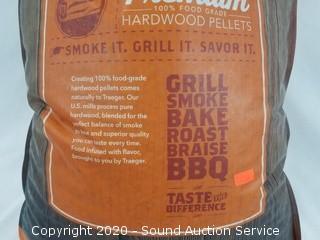 Premium
100% FOOD GRADE
HARDWOOD PELLETS
SMOKE IT. GRILL IT. SAVOR IT.
Creating 100% food-grade
hardwood pellets comes
naturally to Traeger. Our
U.S. mills process pure
hardwood, blended for the
perfect balance of smoke
and superior quality
you can taste every time.
Food infused with flavor,
brought to you by Traeger.
GRILL
SMOKE
BAKE
ROAST
BRAISE
BBQ
TASTE
DIFFERENCE
Copyright 2020 - Sound Auction Service